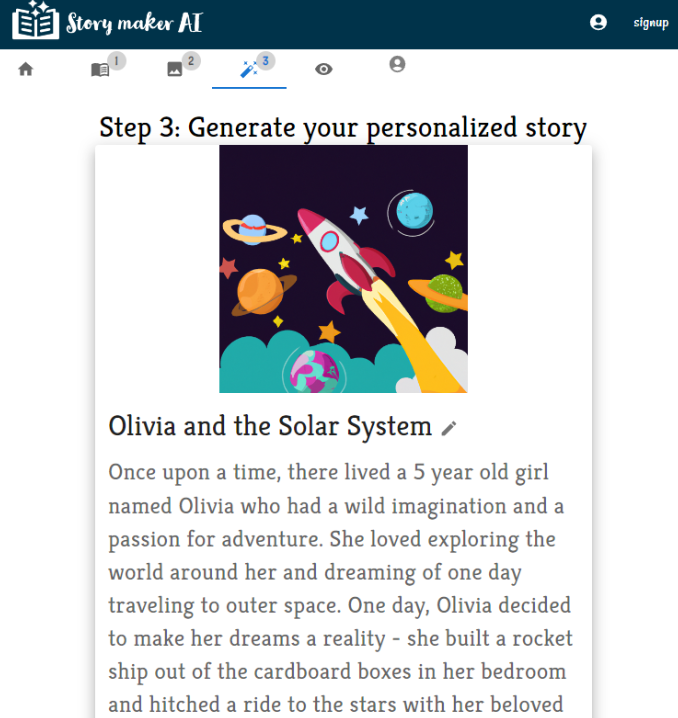 Story maker AI
signup
1
2
3
Step 3: Generate your personalized story
Olivia and the Solar System
Once upon a time, there lived a 5 year old girl
named Olivia who had a wild imagination and a
passion for adventure. She loved exploring the
world around her and dreaming of one day
traveling to outer space. One day, Olivia decided
to make her dreams a reality - she built a rocket
ship out of the cardboard boxes in her bedroom
and hitched a ride to the stars with her beloved